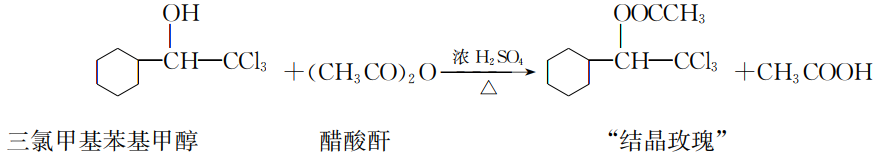 OH OOCCH₃
CH—CCl₃ +(CH₃CO)₂O 浓 H₂SO₄ △ CH—CCl₃ +CH₃COOH
三氯甲基苯基甲醇 醋酸酐 “结晶玫瑰”